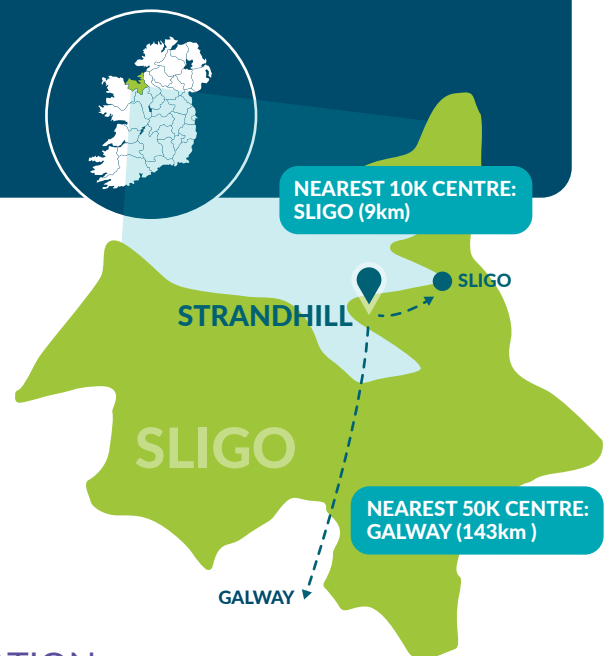 NEAREST 10K CENTRE:
SLIGO (9km)
SLIGO
STRANDHILL
SLIGO
NEAREST 50K CENTRE:
GALWAY (143km )
GALWAY